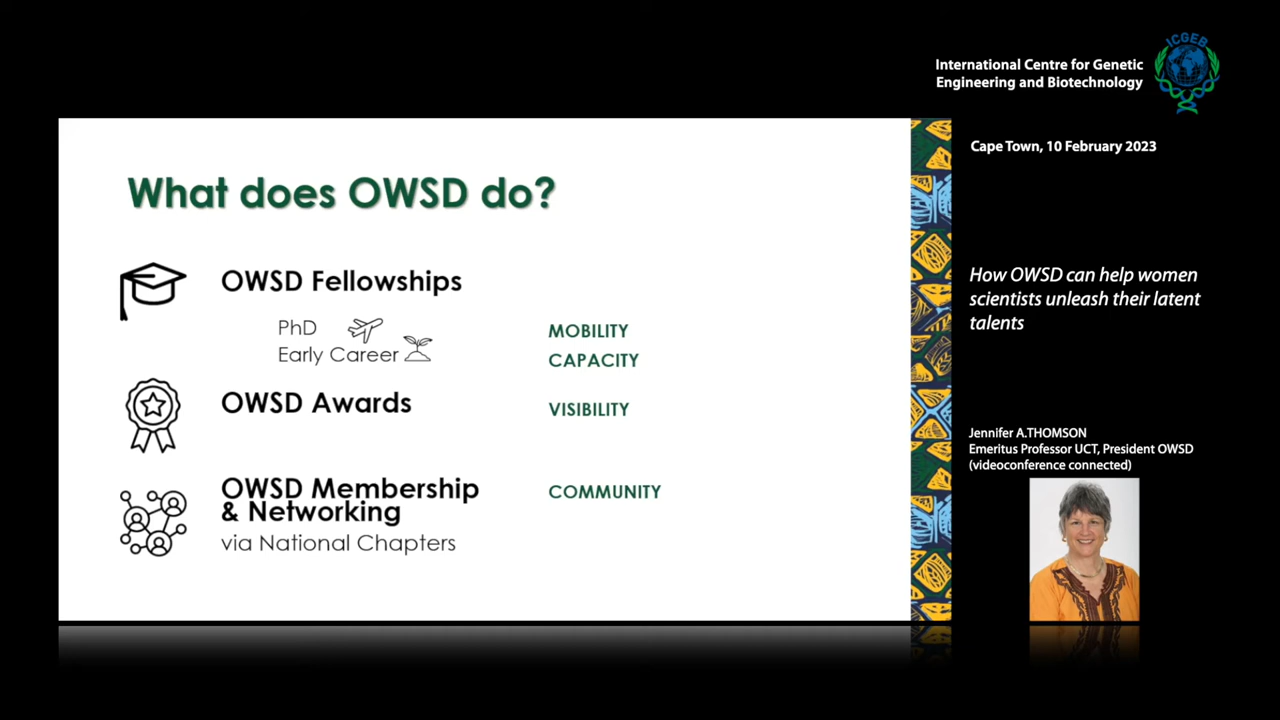 ICGEB
International Centre for Genetic
Engineering and Biotechnology
Cape Town, 10 February 2023
What does OWSD do?
OWSD Fellowships
PhD
MOBILITY
Early Career
CAPACITY
OWSD Awards
VISIBILITY
OWSD Membership
& Networking
COMMUNITY
via National Chapters
How OWSD can help women
scientists unleash their latent
talents
Jennifer A.THOMSON
Emeritus Professor UCT, President OWSD
(videoconference connected)